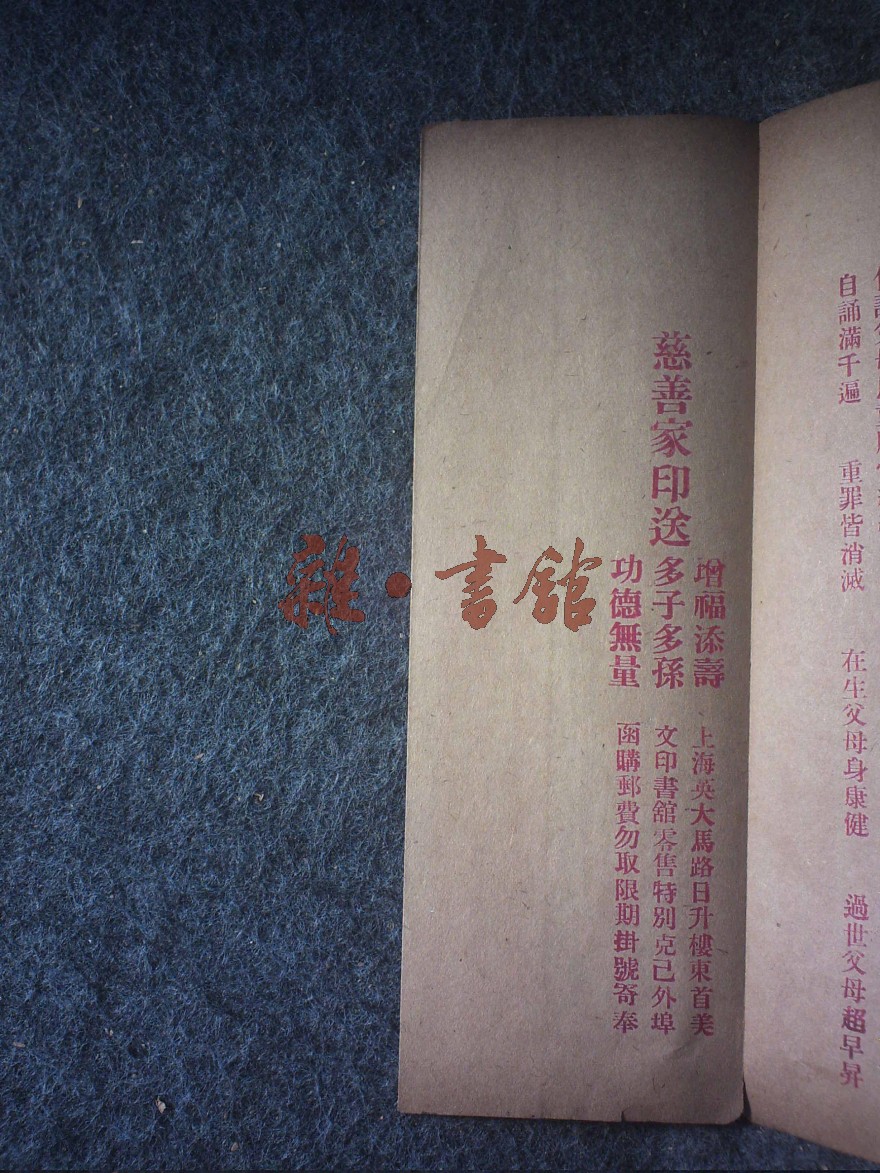 自誦滿千遍 重罪皆消滅 在生父母身康健 過世父母超早昇
慈善家印送
增福添壽
多子多孫
功德無量
上海英大馬路日升樓東首美
文印書館零售特別克己外埠
函購郵費勿取限期掛號寄奉
雜·書館